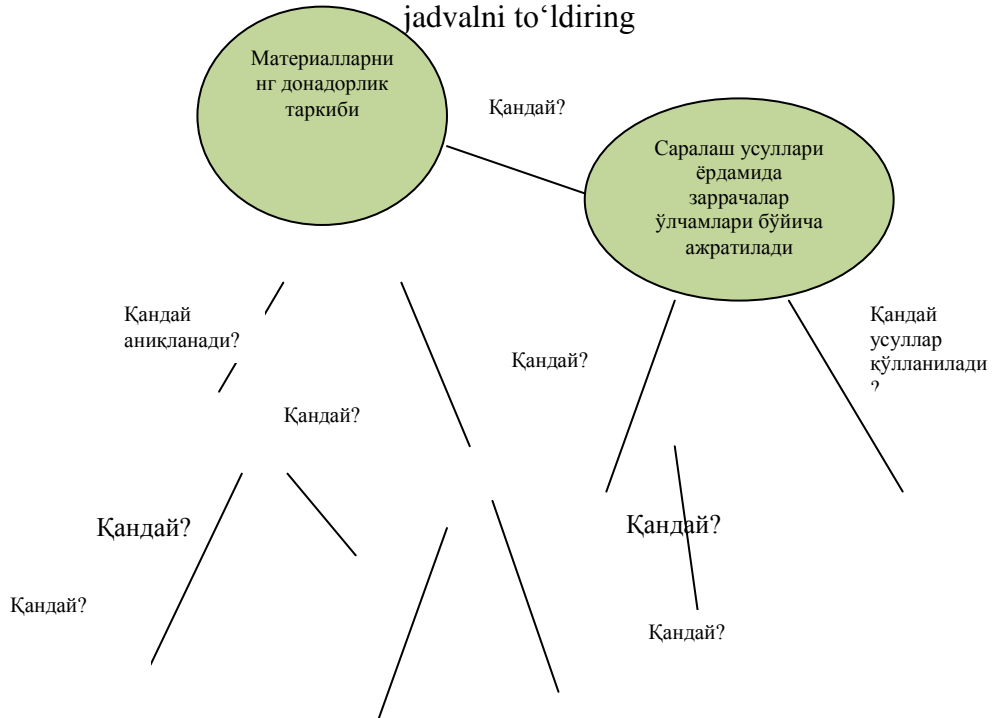 jadvalni to‘ldiring
Материалларни
нг донадорлик
таркиби
Қандай?
Саралаш усуллари
ёрдамида
заррачалар
ўлчамлари бўйича
ажратилади
Қандай
аниқланади?
Қандай?
Қандай
усуллар
қўлланилади
?
Қандай?
Қандай?
Қандай?
Қандай?
Қандай?